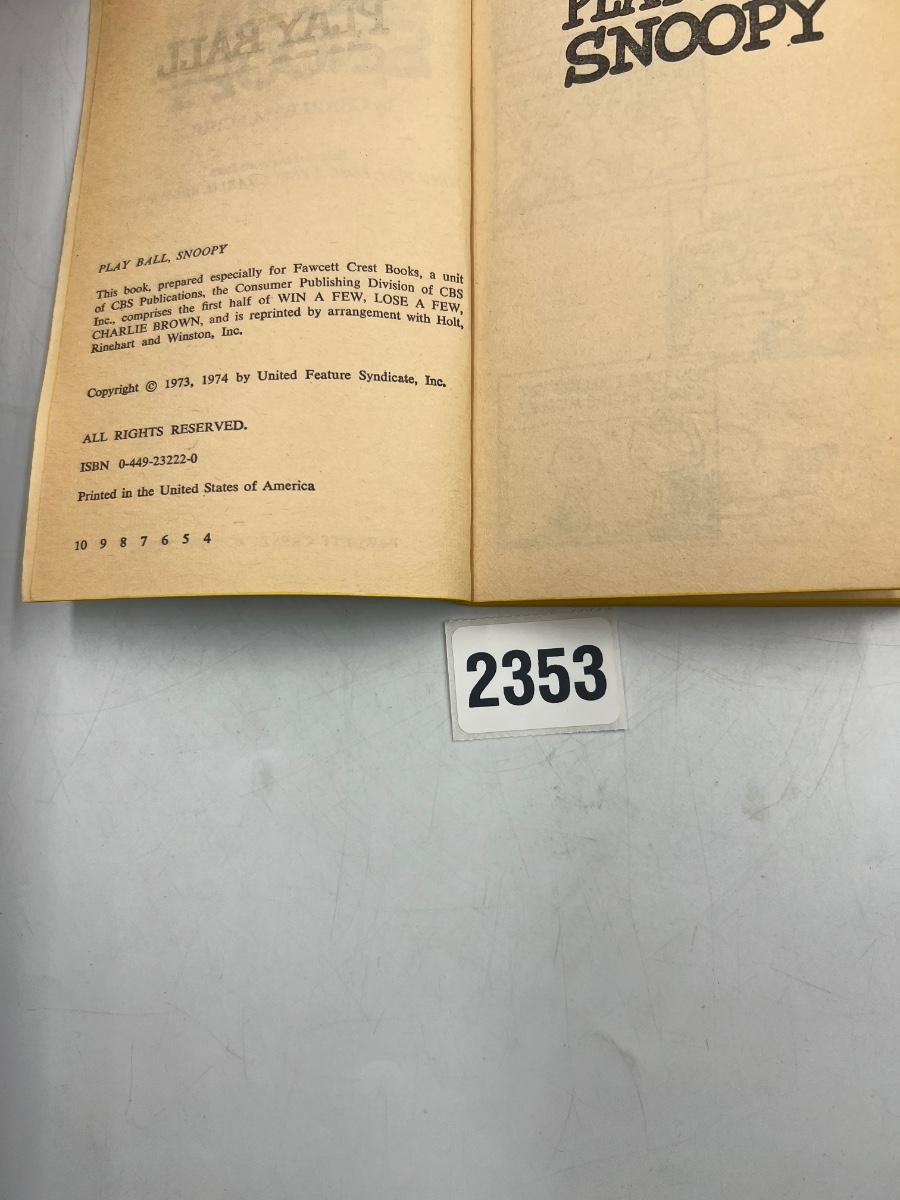 SNOOPY
PLAY BALL, SNOOPY
This book, prepared especially for Fawcett Crest Books, a unit
of CBS Publications, the Consumer Publishing Division of CBS
Inc., comprises the first half of WIN A FEW, LOSE A FEW,
CHARLIE BROWN, and is reprinted by arrangement with Holt,
Rinehart and Winston, Inc.
Copyright © 1973, 1974 by United Feature Syndicate, Inc.
ALL RIGHTS RESERVED.
ISBN 0-449-23222-0
Printed in the United States of America
10 9 8 7 6 5 4
2353